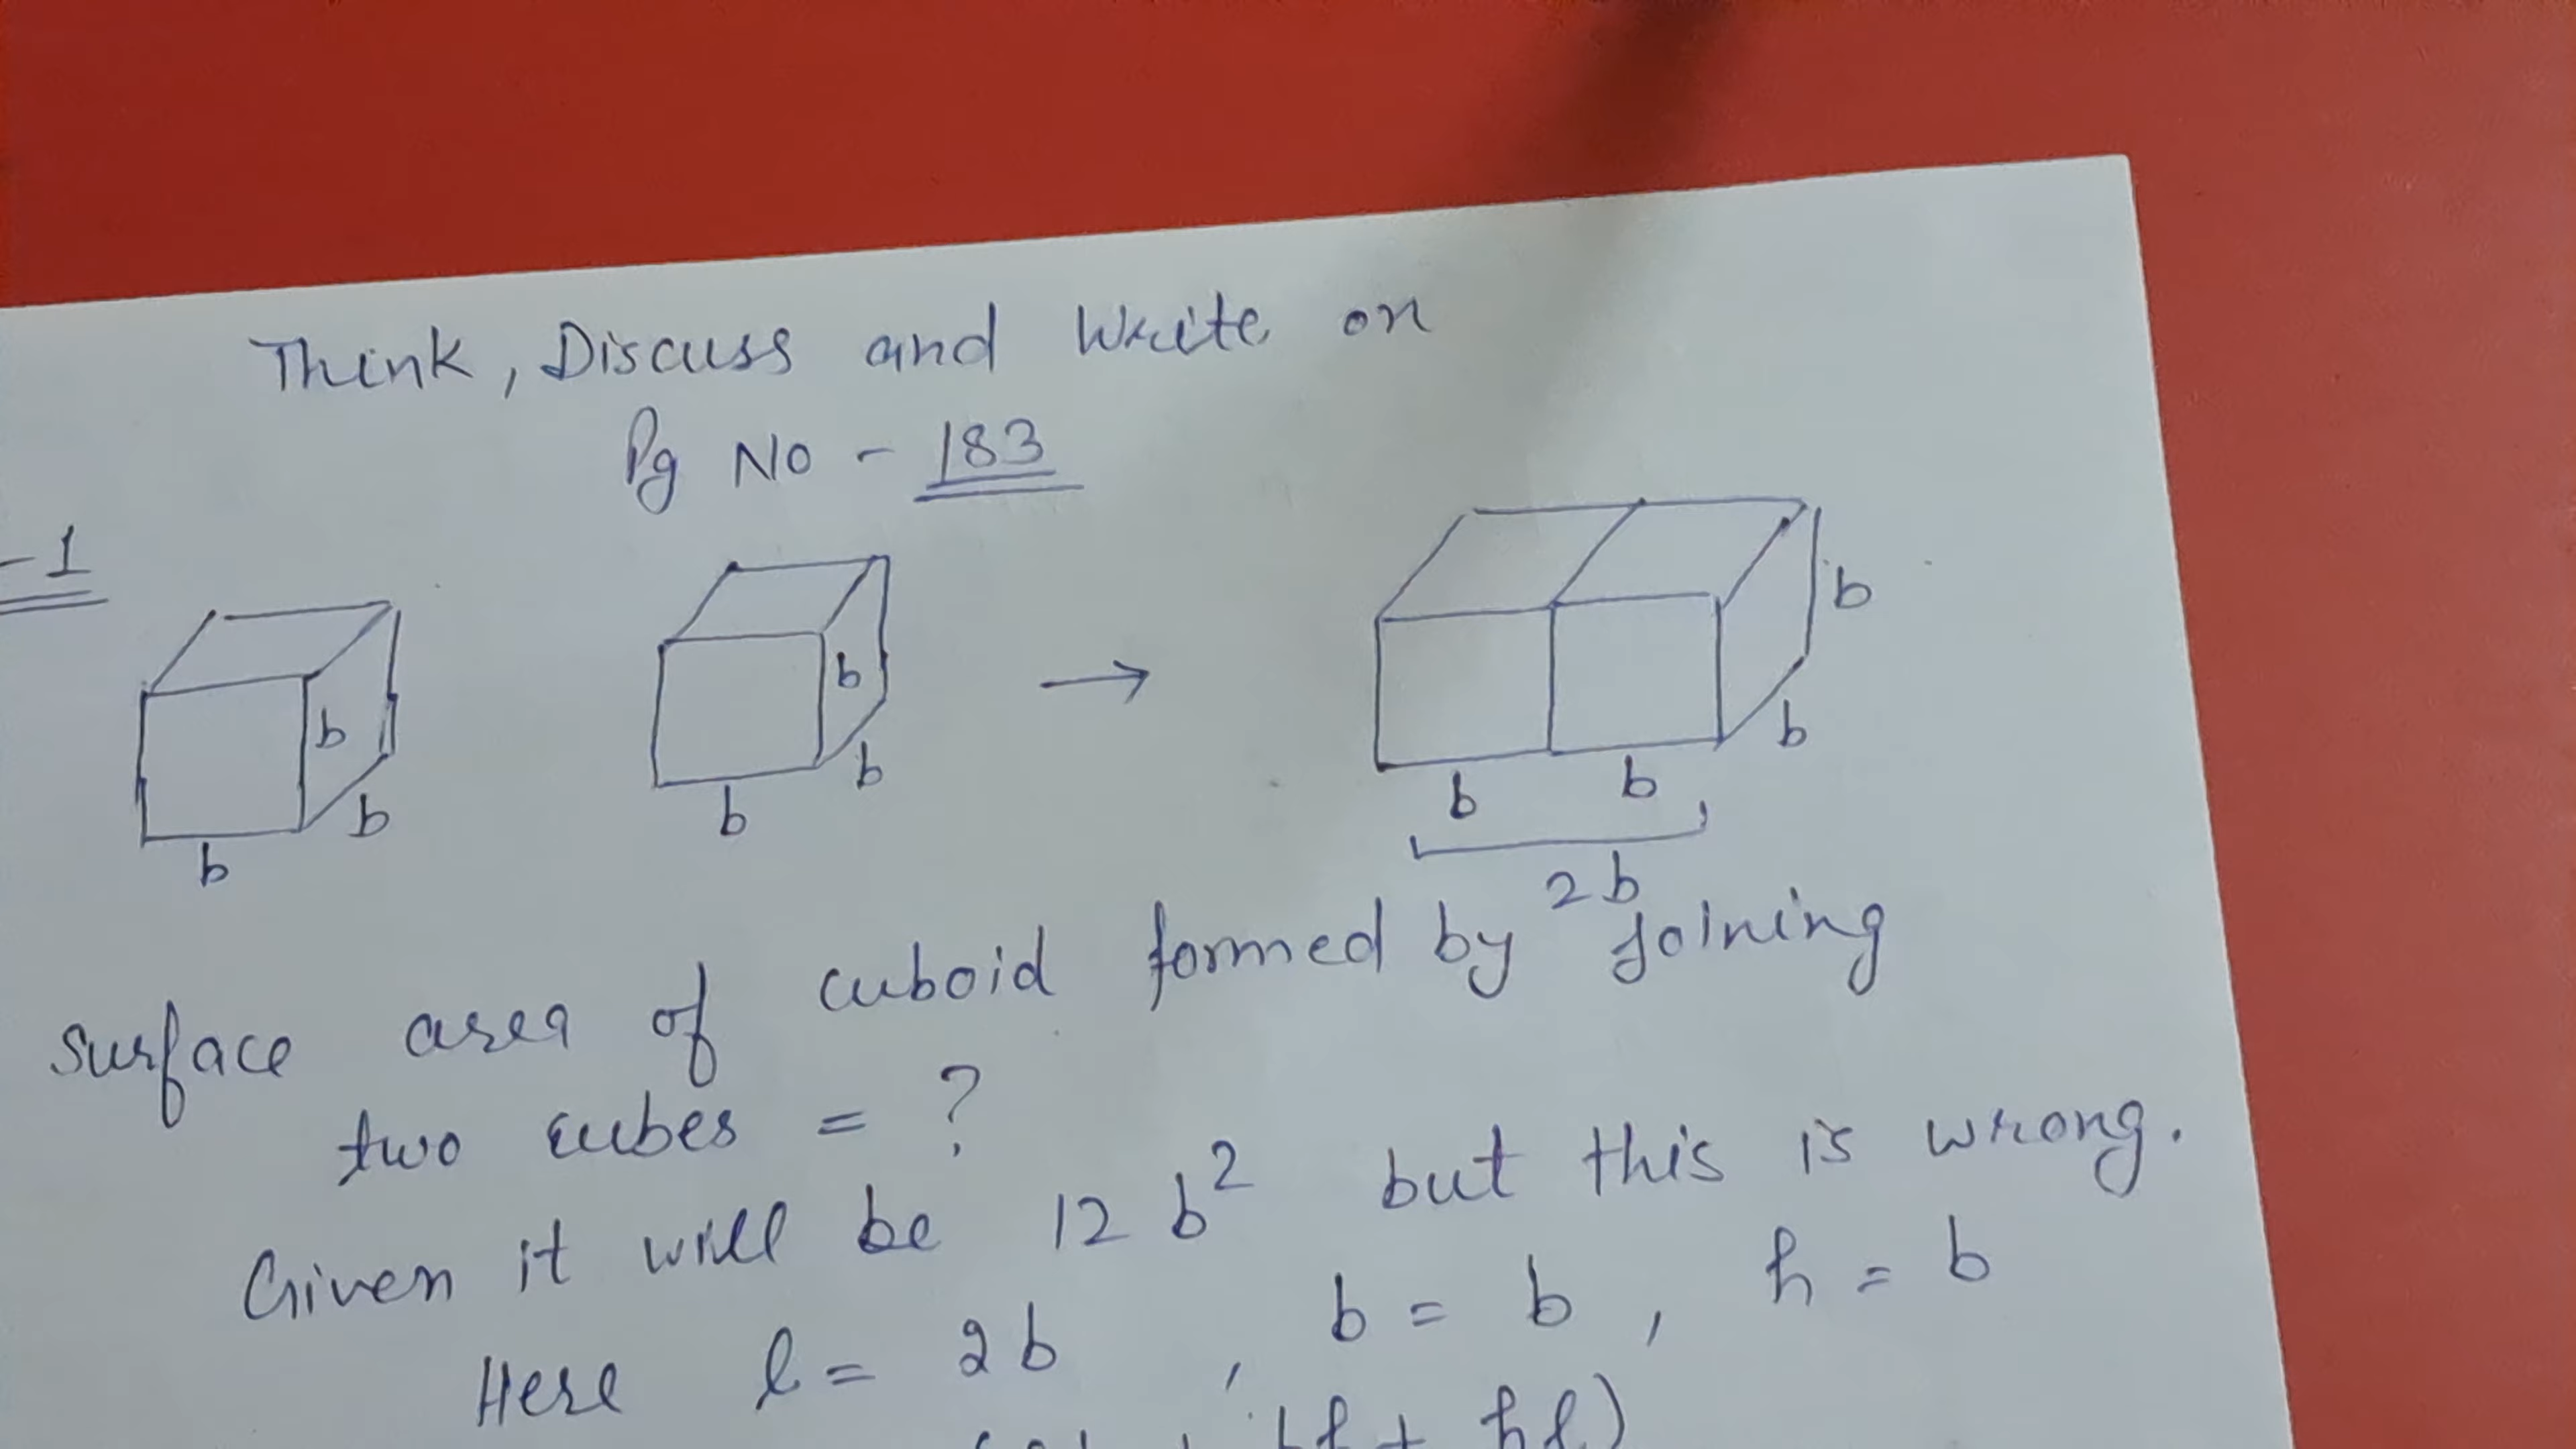 Think, Discuss and Write on
Pg No - 183
- 1
b
b
b
b
b
b
b
b
b
b
2b
surface area of cuboid formed by joining
two cubes = ?
Given it will be 12 b² but this is wrong.
Here l = 2b , b = b , h = b